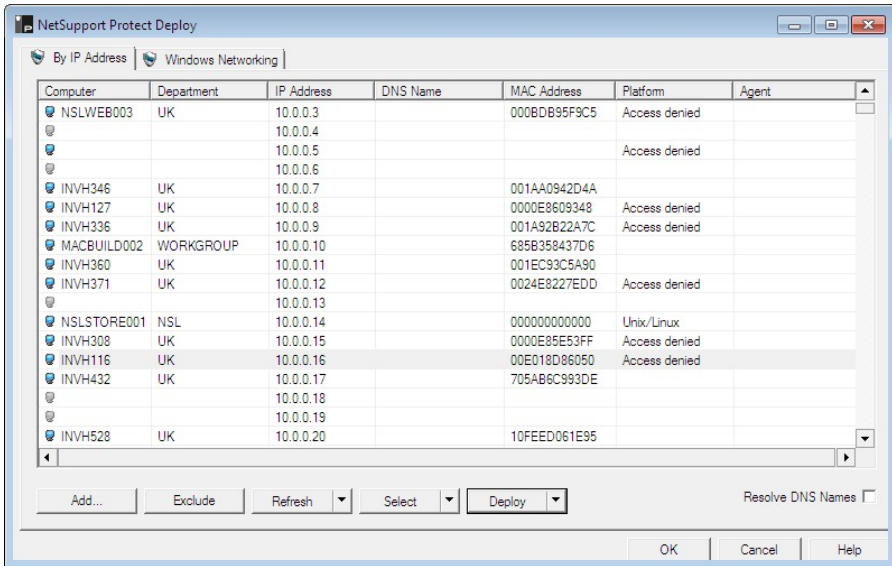 NetSupport Protect Deploy
By IP Address Windows Networking
Computer Department IP Address DNS Name MAC Address Platform Agent
NSLWEB003 UK 10.0.0.3 000BDB95F9C5 Access denied
10.0.0.4
10.0.0.5 Access denied
10.0.0.6
INVH346 UK 10.0.0.7 001AA0942D4A
INVH127 UK 10.0.0.8 0000E8609348 Access denied
INVH336 UK 10.0.0.9 001A92B22A7C Access denied
MACBUILD002 WORKGROUP 10.0.0.10 685B358437D6
INVH360 UK 10.0.0.11 001EC93C5A90
INVH371 UK 10.0.0.12 0024E8227EDD Access denied
10.0.0.13
NSLSTORE001 NSL 10.0.0.14 000000000000 Unix/Linux
INVH308 UK 10.0.0.15 0000E85E53FF Access denied
INVH116 UK 10.0.0.16 00E018D86050 Access denied
INVH432 UK 10.0.0.17 705AB6C993DE
10.0.0.18
10.0.0.19
INVH528 UK 10.0.0.20 10FEED061E95
Add... Exclude Refresh Select Deploy Resolve DNS Names
OK Cancel Help